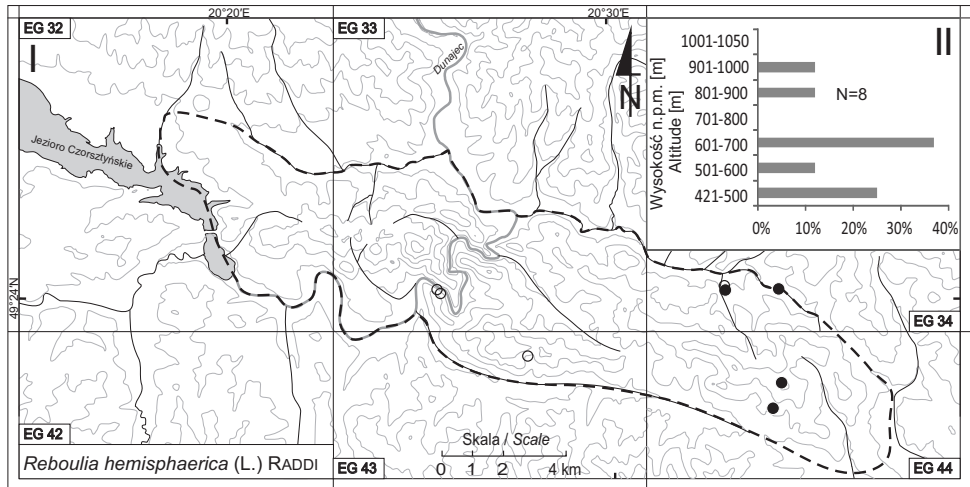 20°20'E
20°30'E
EG 32
EG 33
I
II
Dunajec
N
Jezioro Czorsztyńskie
49°24'N
Wysokość n.p.m. [m]
Altitude [m]
1001-1050
901-1000
801-900
701-800
601-700
501-600
421-500
N=8
0% 10% 20% 30% 40%
EG 34
EG 42
EG 43
EG 44
Skala / Scale
0 1 2 4 km
Reboulia hemisphaerica (L.) RADDI